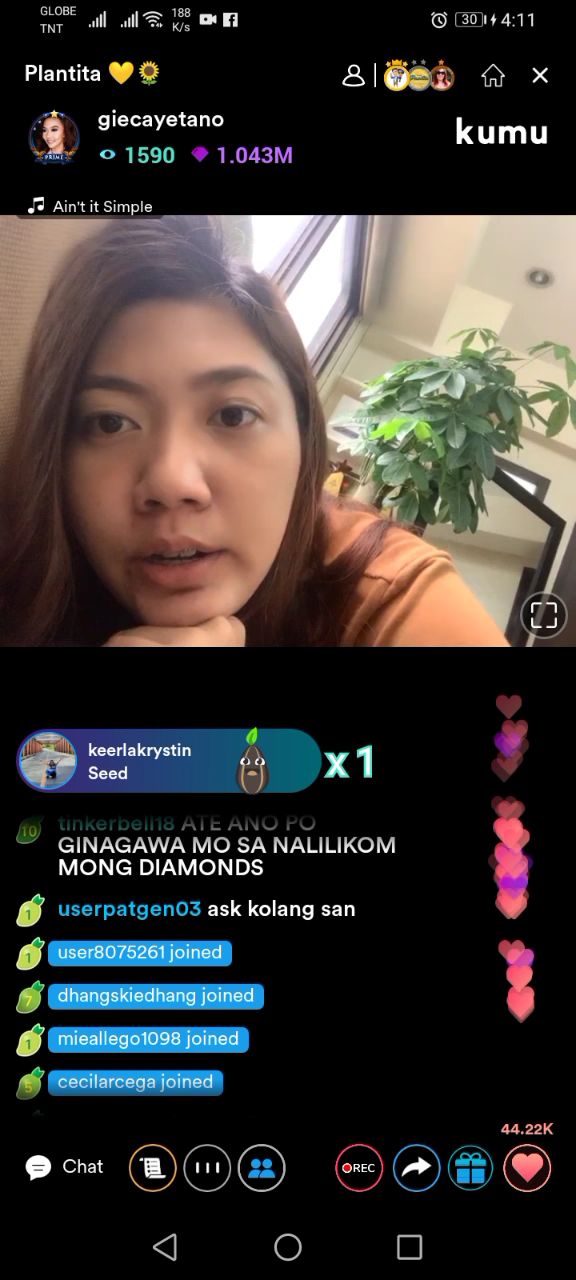 GLOBE
TNT
188
K/s
30
4:11
Plantita 💛🌻
giecayetano
kumu
PRIME
1590 1.043M
Ain't it Simple
keerlakrystin
Seed
x1
10 tinkerbell18 ATE ANO PO
GINAGAWA MO SA NALILIKOM
MONG DIAMONDS
1 userpatgen03 ask kolang san
1 user8075261 joined
7 dhangskiedhang joined
1 mieallego1098 joined
5 cecilarcega joined
44.22K
Chat
REC